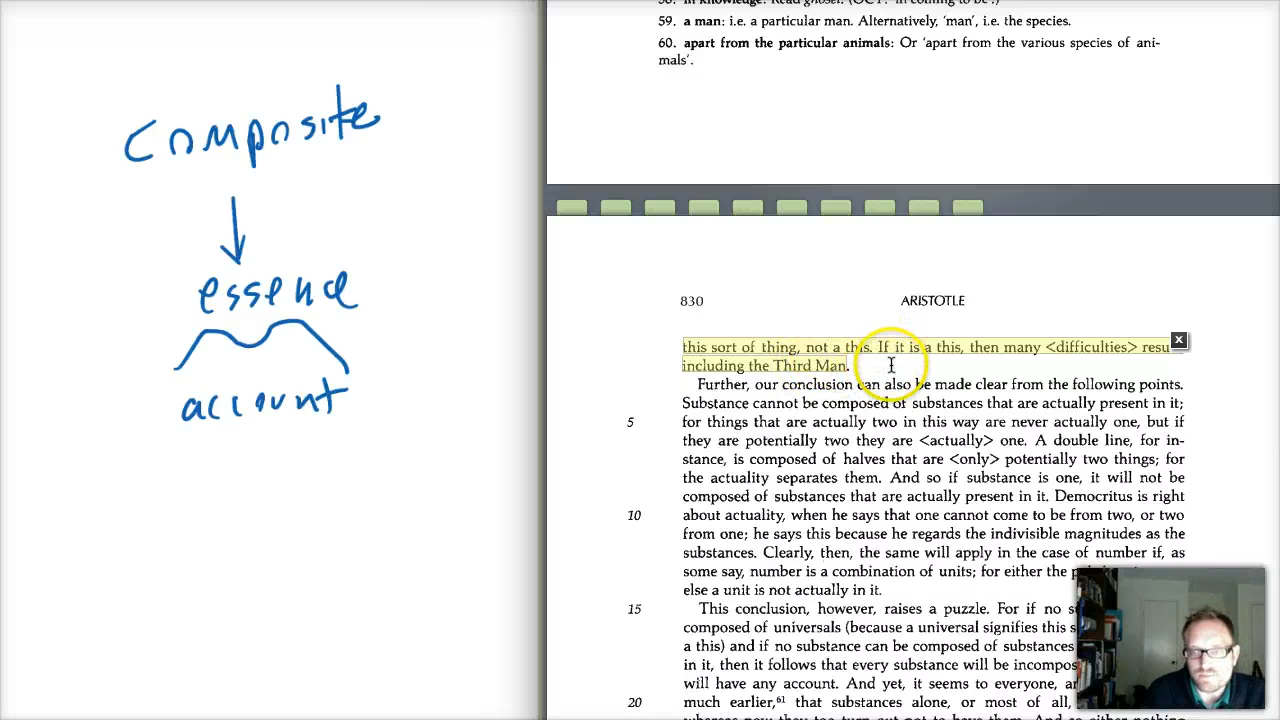 composite
essence
account
59. a man: i.e. a particular man. Alternatively, 'man', i.e. the species.
60. apart from the particular animals: Or 'apart from the various species of ani-
mals'.
830 ARISTOTLE
this sort of thing, not a this. If it is a this, then many <difficulties> resu
including the Third Man.
Further, our conclusion can also be made clear from the following points.
Substance cannot be composed of substances that are actually present in it;
5 for things that are actually two in this way are never actually one, but if
they are potentially two they are <actually> one. A double line, for in-
stance, is composed of halves that are <only> potentially two things; for
the actuality separates them. And so if substance is one, it will not be
composed of substances that are actually present in it. Democritus is right
10 about actuality, when he says that one cannot come to be from two, or two
from one; he says this because he regards the indivisible magnitudes as the
substances. Clearly, then, the same will apply in the case of number if, as
some say, number is a combination of units; for either the
else a unit is not actually in it.
15 This conclusion, however, raises a puzzle. For if no
composed of universals (because a universal signifies this
a this) and if no substance can be composed of substances
in it, then it follows that every substance will be
will have any account. And yet, it seems to everyone,
20 much earlier,61 that substances alone, or most of all,